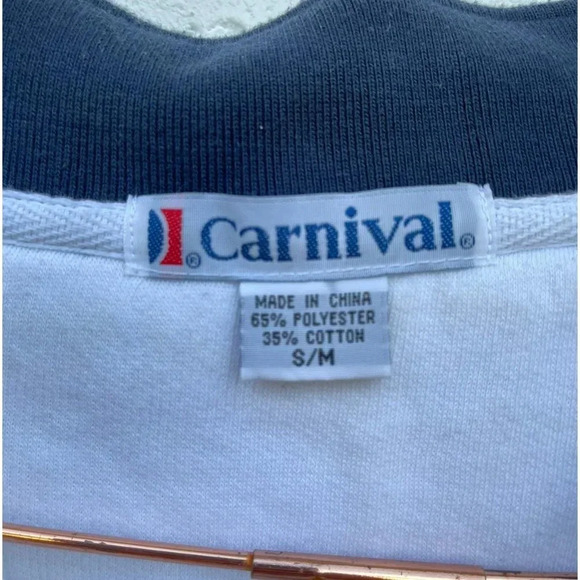 ®Carnival®
MADE IN CHINA
65% POLYESTER
35% COTTON
S/M